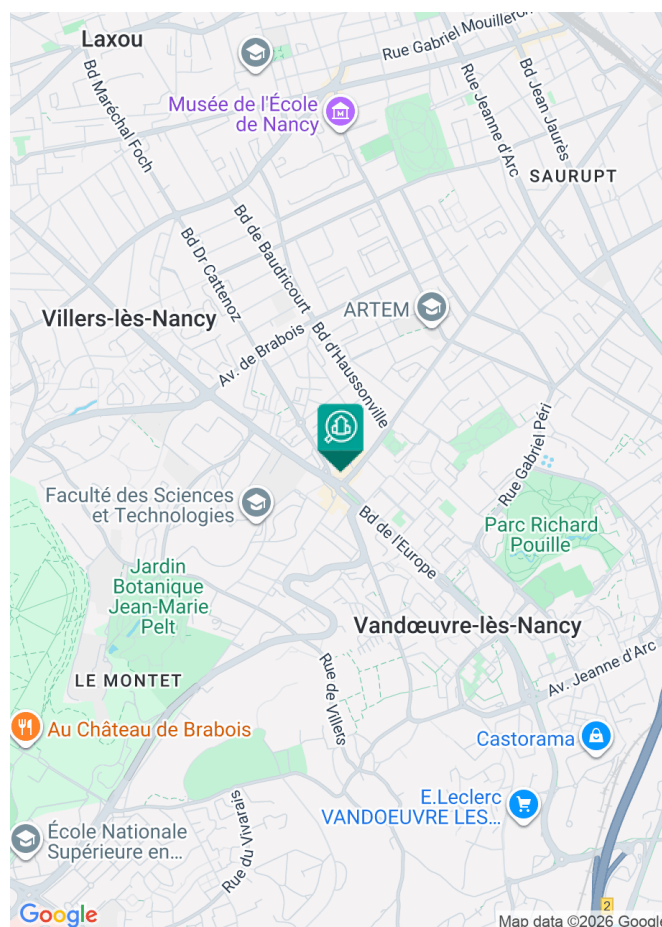 Laxou
Rue Gabriel Mouilleron
Bd Maréchal Foch
Musée de l'École
de Nancy
Rue Jeanne d'Arc
Bd Jean Jaurès
SAURUPT
Bd de Baudricourt
Bd Dr Cattenoz
Villers-lès-Nancy
ARTEM
Av. de Brabois
Bd d'Haussonville
Rue Gabriel Péri
Faculté des Sciences
et Technologies
Bd de l'Europe
Parc Richard
Pouille
Jardin
Botanique
Jean-Marie
Pelt
Vandœuvre-lès-Nancy
LE MONTET
Rue de Villers
Av. Jeanne d'Arc
Au Château de Brabois
Castorama
E.Leclerc
VANDOEUVRE LES...
École Nationale
Supérieure en...
Rue du Vivarais
2
Google
Map data ©2026 Google